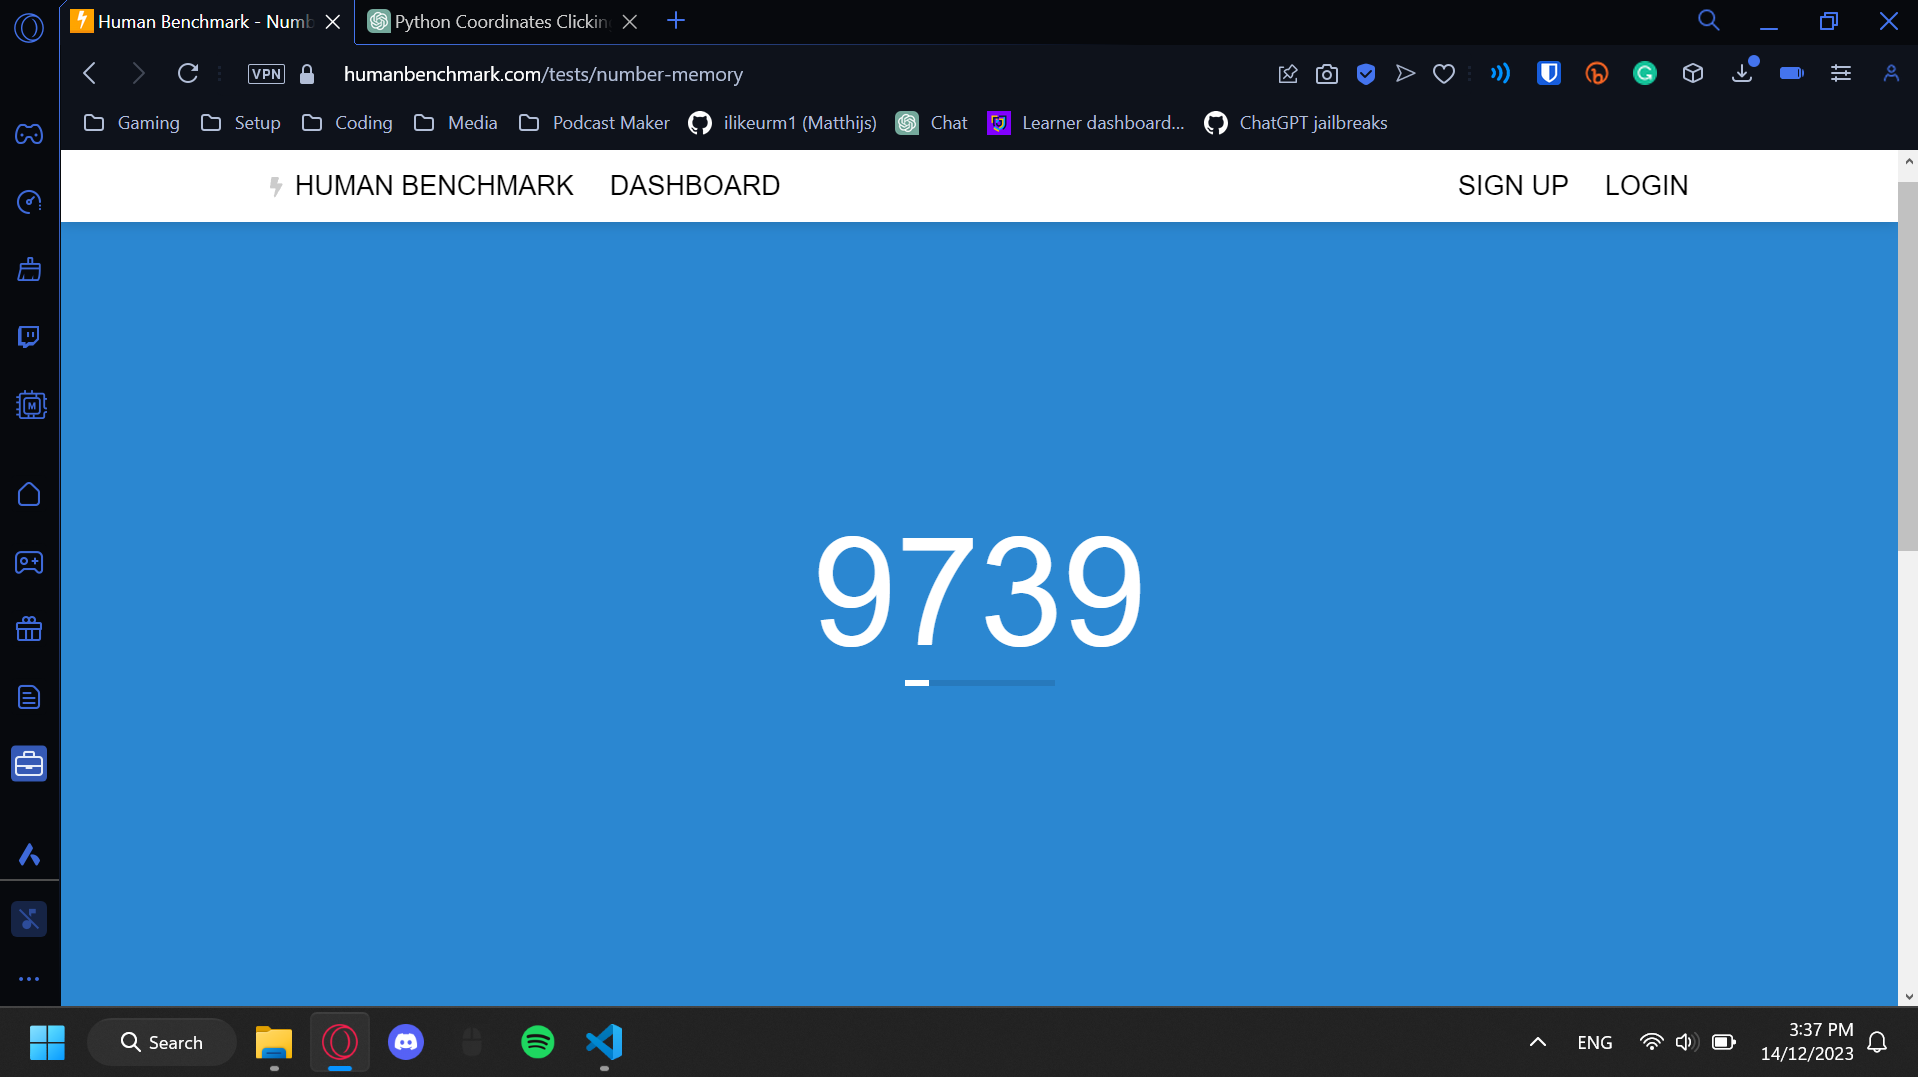 Human Benchmark - Numb
Python Coordinates Clickin
VPN
humanbenchmark.com/tests/number-memory
Gaming
Setup
Coding
Media
Podcast Maker
ilikeurm1 (Matthijs)
Chat
Learner dashboard...
ChatGPT jailbreaks
HUMAN BENCHMARK
DASHBOARD
SIGN UP
LOGIN
9739
Search
ENG
3:37 PM
14/12/2023